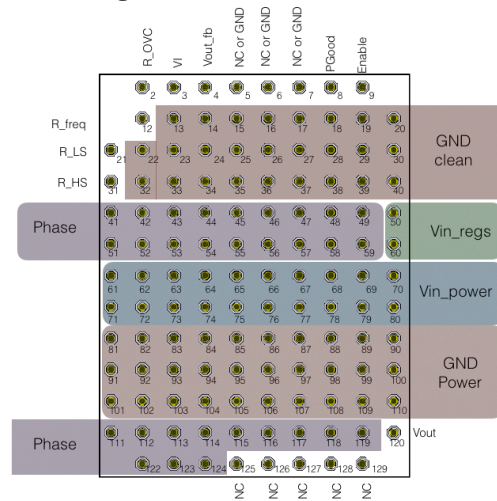 R_OVC
VI
Vout_fb
NC or GND
NC or GND
NC or GND
PGood
Enable
2 3 4 5 6 7 8 9
R_freq
12 13 14 15 16 17 18 19 20
GND
clean
R_LS
21 22 23 24 25 26 27 28 29 30
R_HS
31 32 33 34 35 36 37 38 39 40
Phase
41 42 43 44 45 46 47 48 49 50
Vin_regs
51 52 53 54 55 56 57 58 59 60
61 62 63 64 65 66 67 68 69 70
Vin_power
71 72 73 74 75 76 77 78 79 80
81 82 83 84 85 86 87 88 89 90
GND
Power
91 92 93 94 95 96 97 98 99 100
101 102 103 104 105 106 107 108 109 110
Phase
111 112 113 114 115 116 117 118 119 120
Vout
122 123 124 125 126 127 128 129
NC
NC
NC
NC
NC